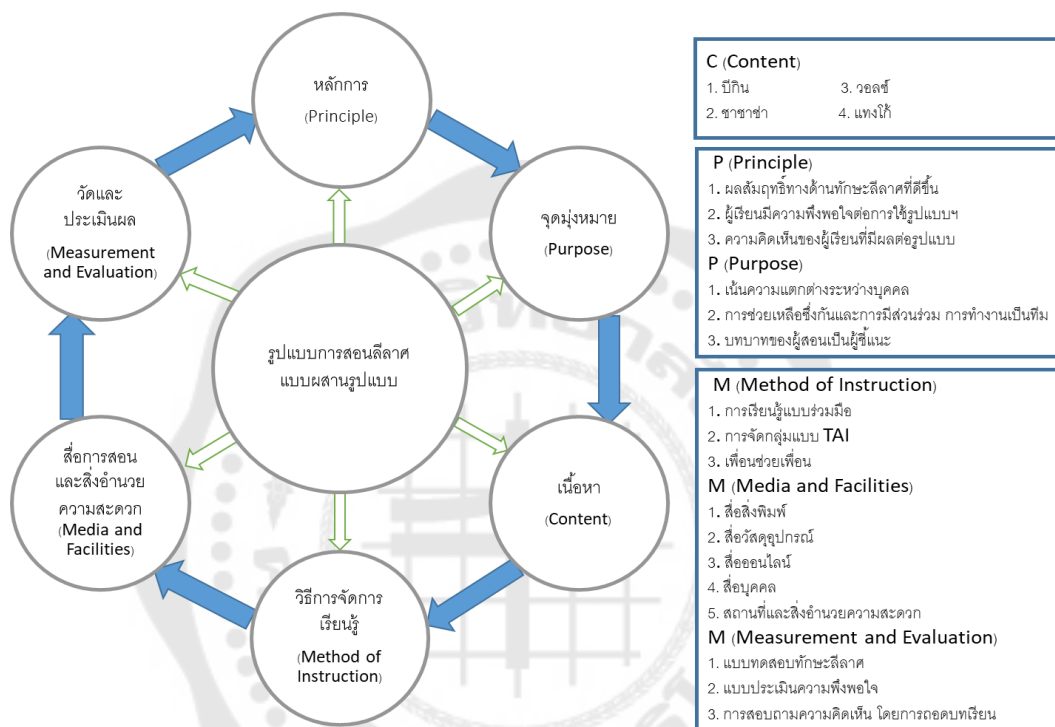 หลักการ
(Principle)
จุดมุ่งหมาย
(Purpose)
เนื้อหา
(Content)
วิธีการจัดการ
เรียนรู้
(Method of
Instruction)
สื่อการสอน
และสิ่งอำนวย
ความสะดวก
(Media and
Facilities)
วัดและ
ประเมินผล
(Measurement
and Evaluation)
รูปแบบการสอนลีลาศ
แบบผสานรูปแบบ
C (Content)
1. บีกิน 3. วอลซ์
2. ชาชาช่า 4. แทงโก้
P (Principle)
1. ผลสัมฤทธิ์ทางด้านทักษะลีลาศที่ดีขึ้น
2. ผู้เรียนมีความพึงพอใจต่อการใช้รูปแบบฯ
3. ความคิดเห็นของผู้เรียนที่มีผลต่อรูปแบบ
P (Purpose)
1. เน้นความแตกต่างระหว่างบุคคล
2. การช่วยเหลือซึ่งกันและการมีส่วนร่วม การทำงานเป็นทีม
3. บทบาทของผู้สอนเป็นผู้ชี้แนะ
M (Method of Instruction)
1. การเรียนรู้แบบร่วมมือ
2. การจัดกลุ่มแบบ TAI
3. เพื่อนช่วยเพื่อน
M (Media and Facilities)
1. สื่อสิ่งพิมพ์
2. สื่อวัสดุอุปกรณ์
3. สื่อออนไลน์
4. สื่อบุคคล
5. สถานที่และสิ่งอำนวยความสะดวก
M (Measurement and Evaluation)
1. แบบทดสอบทักษะลีลาศ
2. แบบประเมินความพึงพอใจ
3. การสอบถามความคิดเห็น โดยการถอดบทเรียน